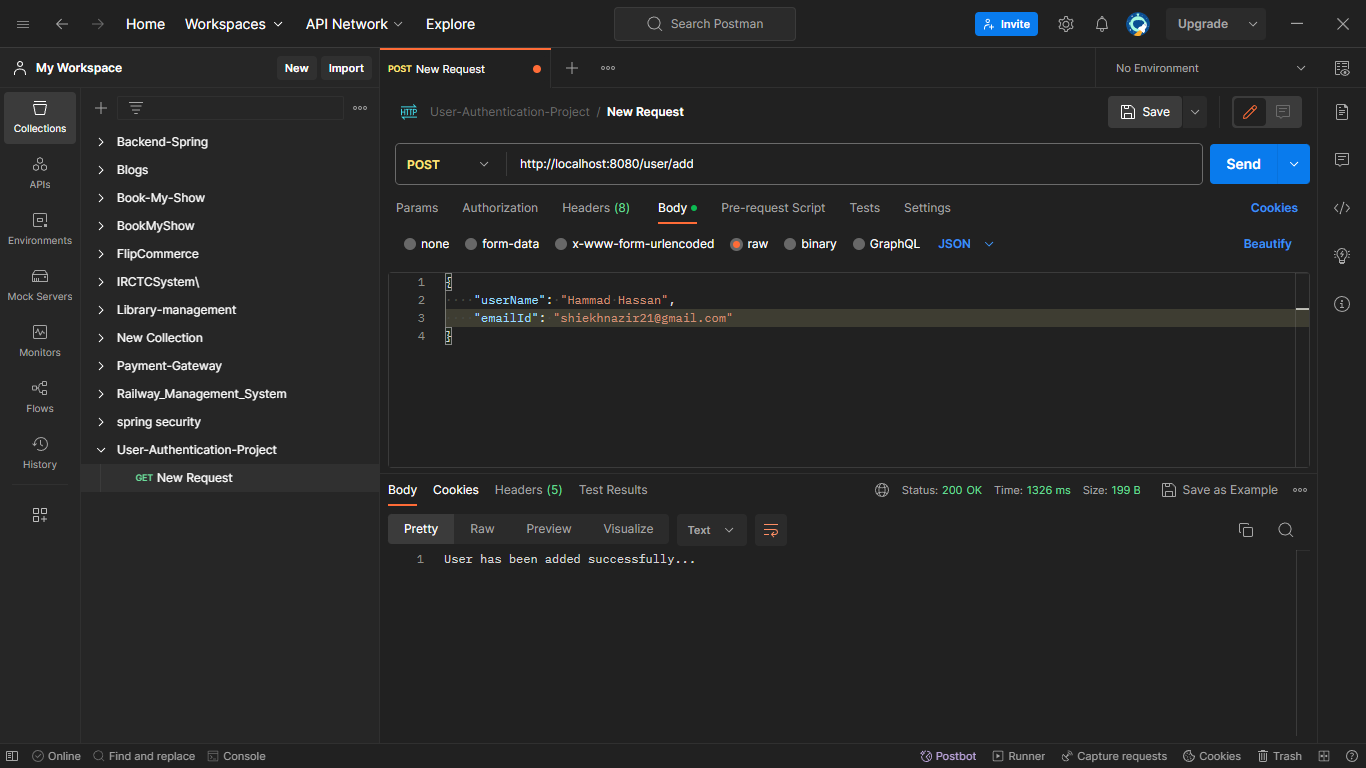 Home Workspaces API Network Explore Search Postman Invite Upgrade
My Workspace New Import POST New Request No Environment
User-Authentication-Project / New Request Save
Collections
APIs
Environments
Mock Servers
Monitors
Flows
History
Backend-Spring
Blogs
Book-My-Show
BookMyShow
FlipCommerce
IRCTCSystem\
Library-management
New Collection
Payment-Gateway
Railway_Management_System
spring security
User-Authentication-Project
GET New Request
POST http://localhost:8080/user/add Send
Params Authorization Headers (8) Body Pre-request Script Tests Settings Cookies
none form-data x-www-form-urlencoded raw binary GraphQL JSON Beautify
1 {
2 "userName": "Hammad Hassan",
3 "emailId": "shiekhnazir21@gmail.com"
4 }
Body Cookies Headers (5) Test Results Status: 200 OK Time: 1326 ms Size: 199 B Save as Example
Pretty Raw Preview Visualize Text
1 User has been added successfully...
Online Find and replace Console Postbot Runner Capture requests Cookies Trash